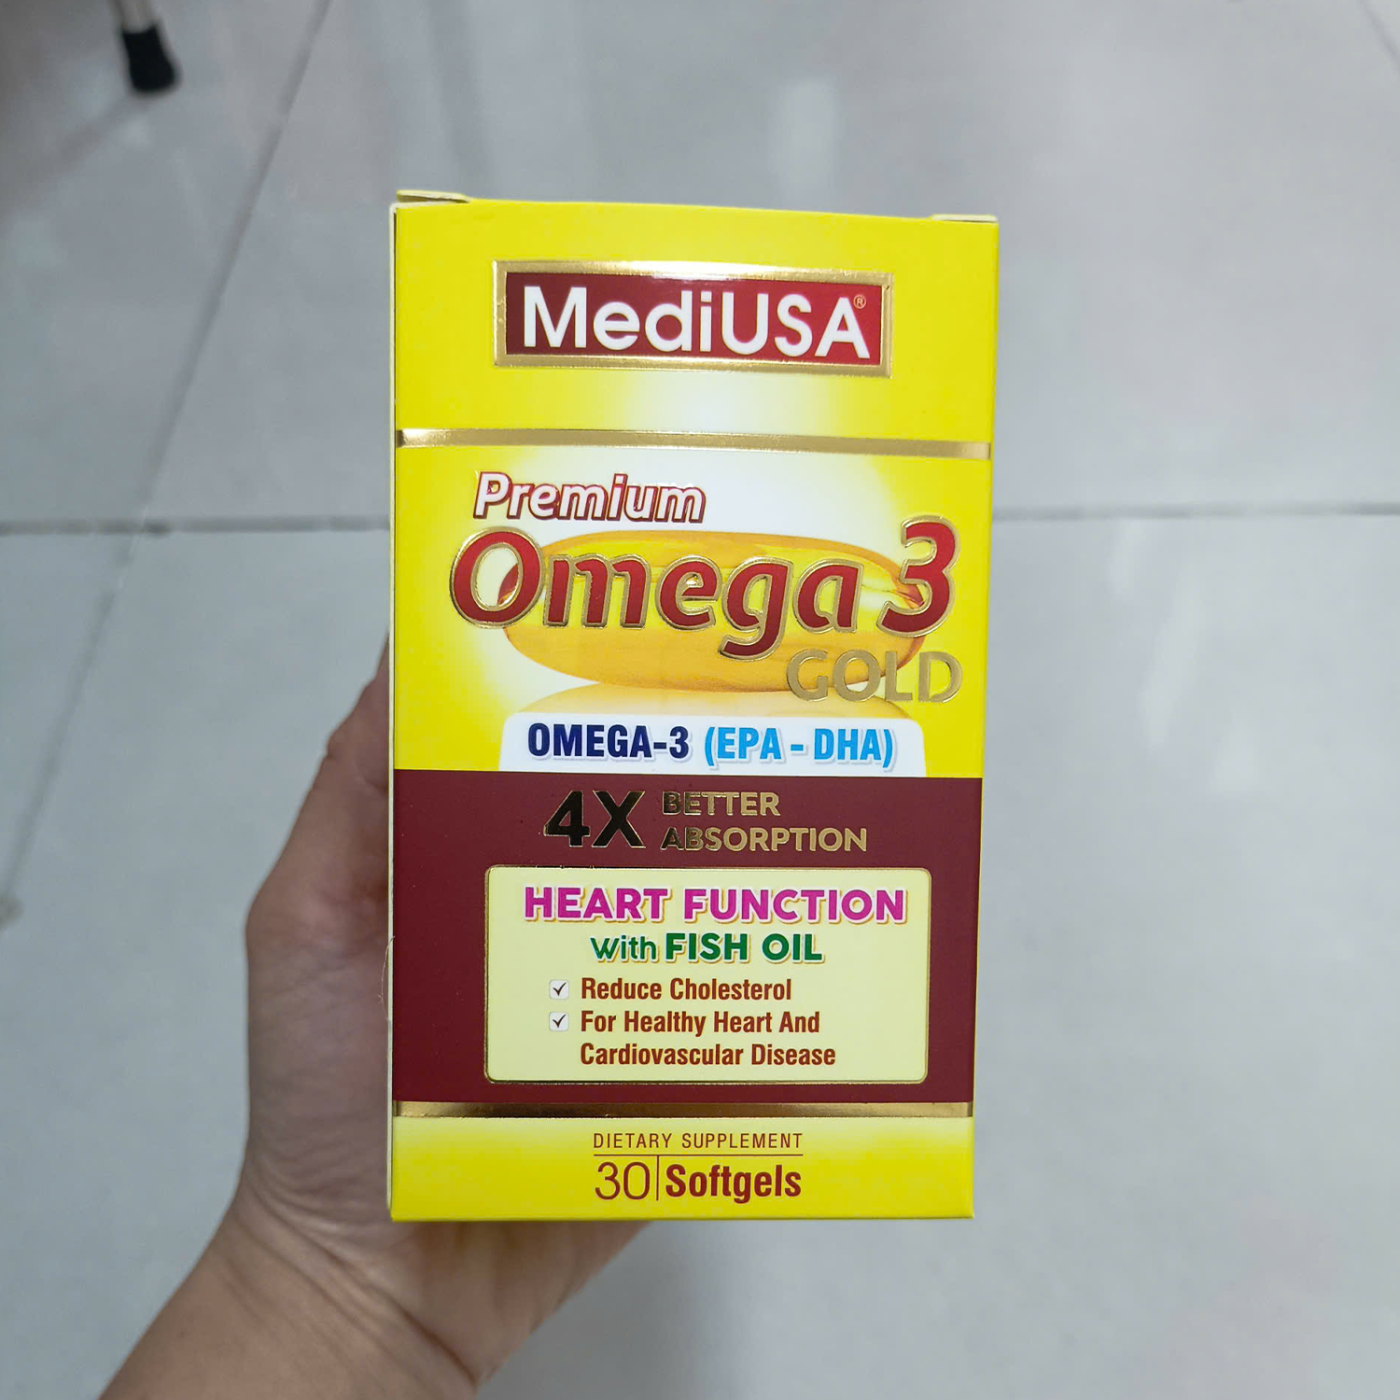 MediUSA®
Premium
Omega 3
GOLD
OMEGA-3 (EPA - DHA)
4X BETTER
ABSORPTION
HEART FUNCTION
With FISH OIL
Reduce Cholesterol
For Healthy Heart And
Cardiovascular Disease
DIETARY SUPPLEMENT
30 Softgels